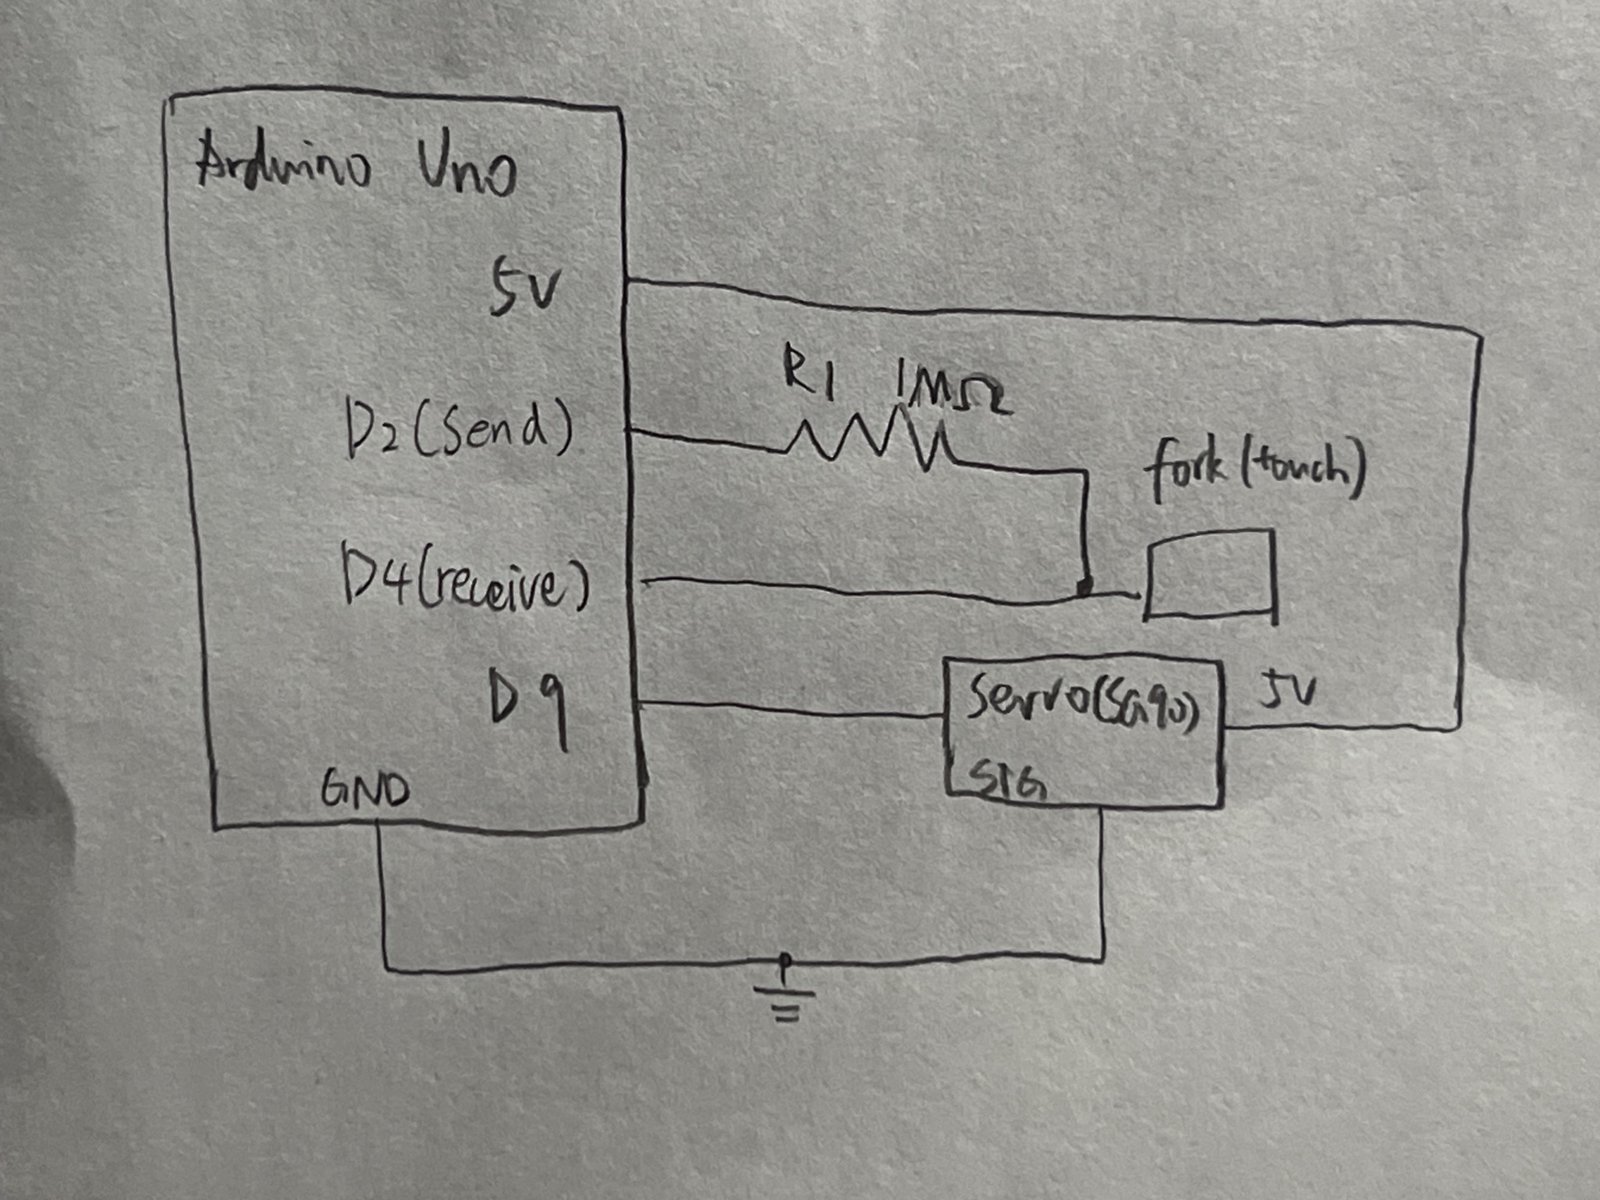 Arduino Uno
5V
R1 1MΩ
D2(Send)
fork(touch)
D4(receive)
D9
Servo(SG90)
5V
SIG
GND